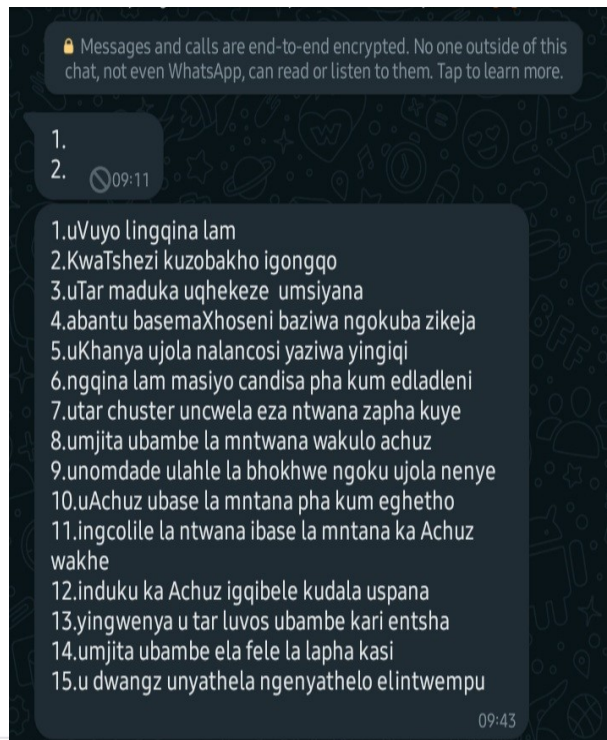 Messages and calls are end-to-end encrypted. No one outside of this
chat, not even WhatsApp, can read or listen to them. Tap to learn more.
1.
2.
09:11
1.uVuyo lingqina lam
2.KwaTshezi kuzobakho igongqo
3.uTar maduka uqhekeze umsiyana
4.abantu basemaXhoseni baziwa ngokuba zikeja
5.uKhanya ujola nalancosi yaziwa yingiqi
6.ngqina lam masiyo candisa pha kum edladleni
7.utar chuster uncwela eza ntwana zapha kuye
8.umjita ubambe la mntwana wakulo achuz
9.unomdade ulahle la bhokhwe ngoku ujola nenye
10.uAchuz ubase la mntana pha kum eghetho
11.ingcolile la ntwana ibase la mntana ka Achuz
wakhe
12.induku ka Achuz igqibele kudala uspana
13.yingwenya u tar luvos ubambe kari entsha
14.umjita ubambe ela fele la lapha kasi
15.u dwangz unyathela ngenyathelo elintwempu
09:43